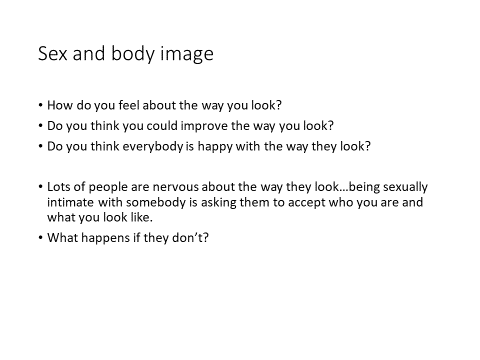 Sex and body image
• How do you feel about the way you look?
• Do you think you could improve the way you look?
• Do you think everybody is happy with the way they look?
• Lots of people are nervous about the way they look…being sexually
intimate with somebody is asking them to accept who you are and
what you look like.
• What happens if they don’t?